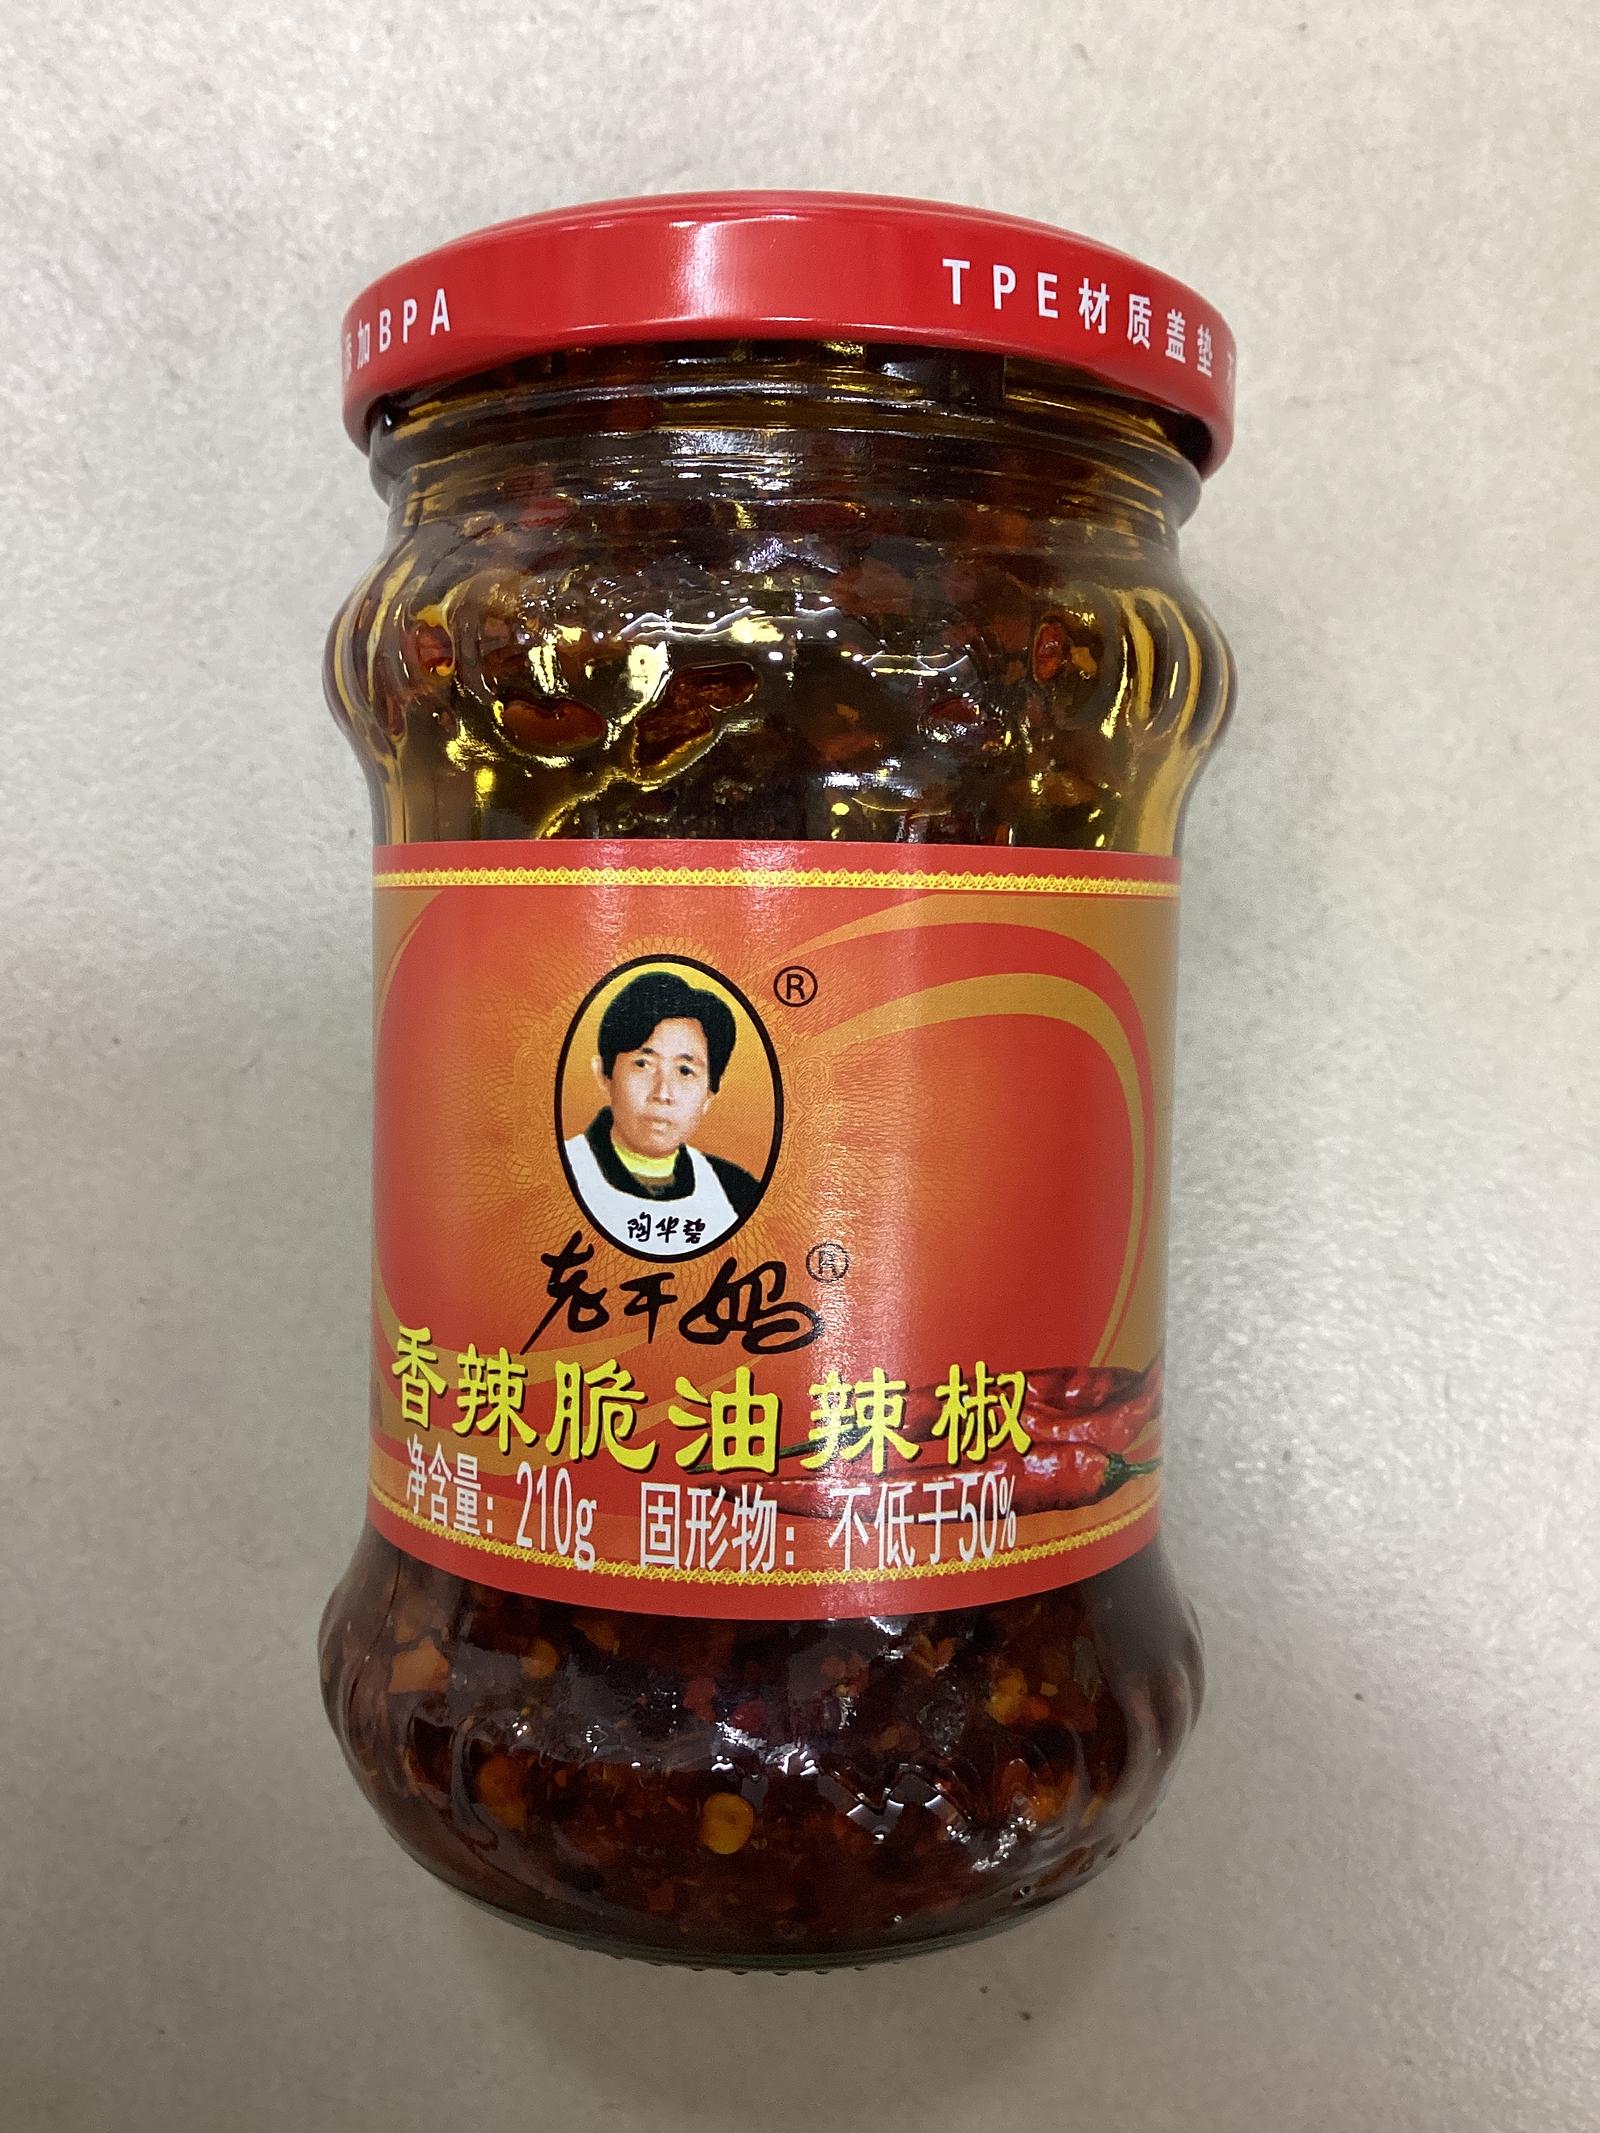 加BPA
TPE材质盖垫
®
陶华碧
老干妈®
香辣脆油辣椒
净含量：210g 固形物：不低于50%